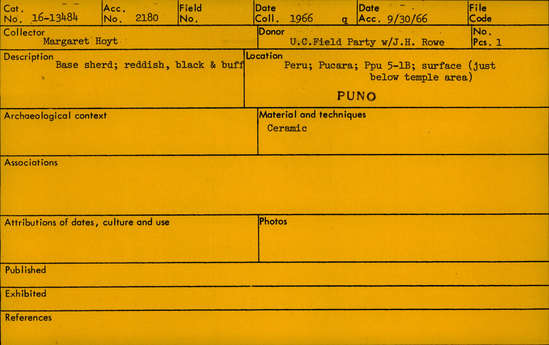 Cat. No. 16-13484 Acc. No. 2180 Field No. Date Coll. 1966 q Date Acc. 9/30/66 File Code
Collector Margaret Hoyt Donor U.C.Field Party w/J.H. Rowe No. Pcs. 1
Description Base sherd; reddish, black & buff Location Peru; Pucara; Ppu 5-1B; surface (just
below temple area)
PUNO
Archaeological context Material and techniques
Ceramic
Associations
Attributions of dates, culture and use Photos
Published
Exhibited
References